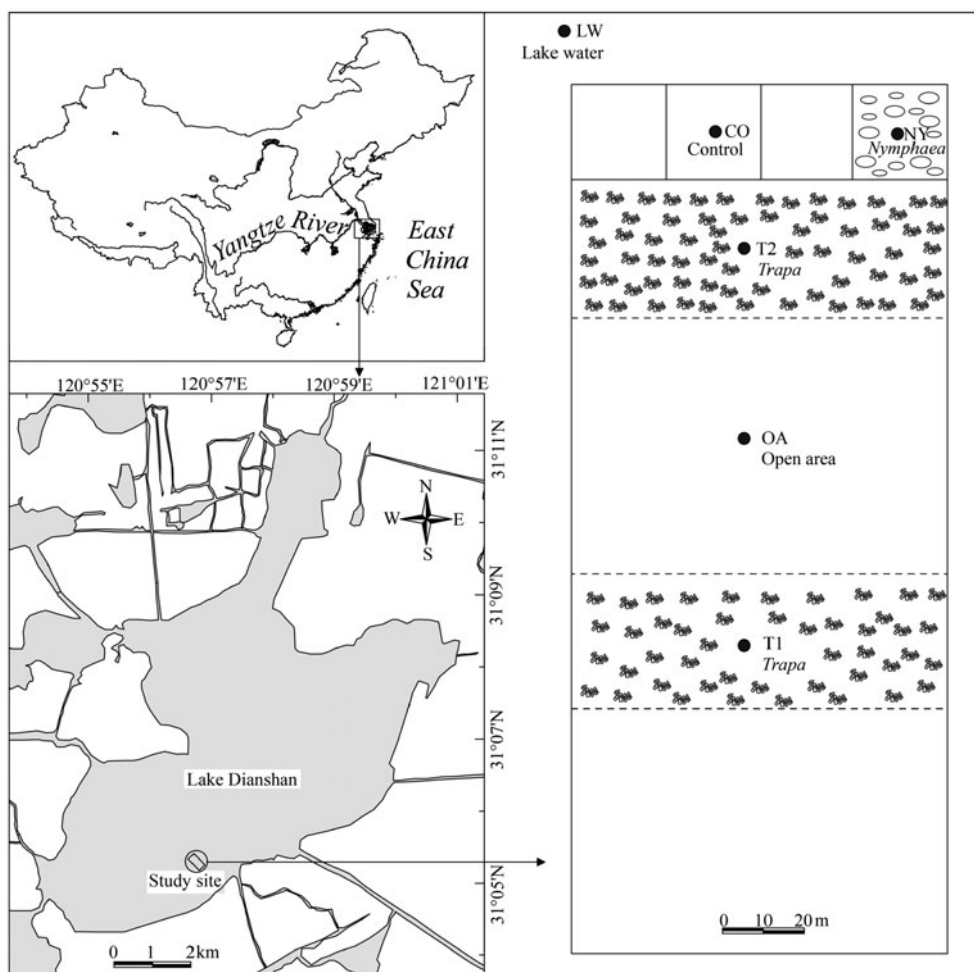 Yangtze River
East
China
Sea
120°55'E 120°57'E 120°59'E 121°01'E
31°11'N
N
W E
S
31°09'N
31°07'N
Lake Dianshan
Study site
31°05'N
0 1 2km
LW
Lake water
CO
Control
NY
Nymphaea
T2
Trapa
OA
Open area
T1
Trapa
0 10 20m